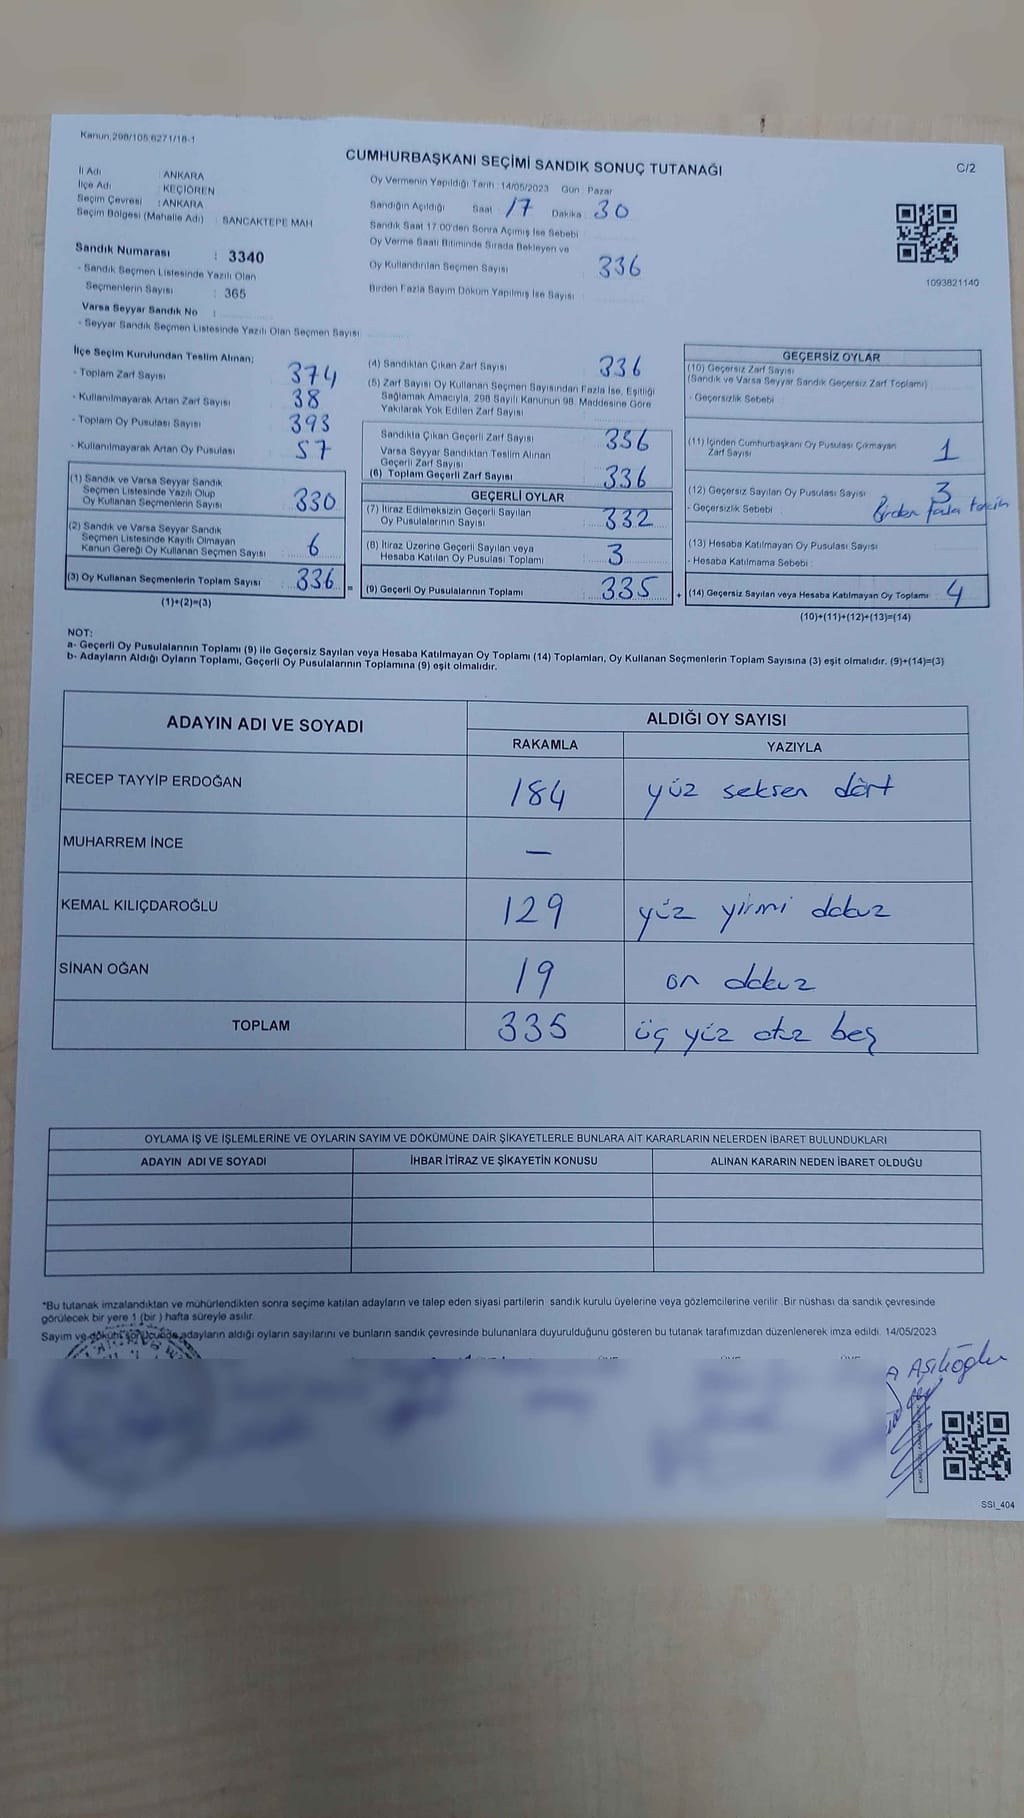 Kanun;298/105;6271/18-1
CUMHURBAŞKANI SEÇİMİ SANDIK SONUÇ TUTANAĞI
C/2
İl Adı : ANKARA
İlçe Adı : KEÇİÖREN
Seçim Çevresi : ANKARA
Seçim Bölgesi (Mahalle Adı) : SANCAKTEPE MAH
Oy Vermenin Yapıldığı Tarih : 14/05/2023 Gün : Pazar
Sandığın Açıldığı Saat : 17 Dakika : 30
Sandık Saat 17:00'den Sonra Açımış İse Sebebi
Oy Verme Saati Bitiminde Sırada Bekleyen ve
Oy Kullandırılan Seçmen Sayısı 336
Birden Fazla Sayım Döküm Yapılmış İse Sayısı :
1093821140
Sandık Numarası : 3340
- Sandık Seçmen Listesinde Yazılı Olan
Seçmenlerin Sayısı : 365
Varsa Seyyar Sandık No :
- Seyyar Sandık Seçmen Listesinde Yazılı Olan Seçmen Sayısı
İlçe Seçim Kurulundan Teslim Alınan;
- Toplam Zarf Sayısı 374
- Kullanılmayarak Artan Zarf Sayısı 38
- Toplam Oy Pusulası Sayısı 393
- Kullanılmayarak Artan Oy Pusulası 57
(1) Sandık ve Varsa Seyyar Sandık
Seçmen Listesinde Yazılı Olup
Oy Kullanan Seçmenlerin Sayısı 330
(2) Sandık ve Varsa Seyyar Sandık
Seçmen Listesinde Kayıtlı Olmayan
Kanun Gereği Oy Kullanan Seçmen Sayısı : 6
(3) Oy Kullanan Seçmenlerin Toplam Sayısı : 336 =
(1)+(2)=(3)
(4) Sandıktan Çıkan Zarf Sayısı : 336
(5) Zarf Sayısı Oy Kullanan Seçmen Sayısından Fazla İse, Eşitliği
Sağlamak Amacıyla, 298 Sayılı Kanunun 98. Maddesine Göre
Yakılarak Yok Edilen Zarf Sayısı
Sandıkta Çıkan Geçerli Zarf Sayısı 356
Varsa Seyyar Sandıktan Teslim Alınan
Geçerli Zarf Sayısı
(6) Toplam Geçerli Zarf Sayısı 336
GEÇERLİ OYLAR
(7) İtiraz Edilmeksizin Geçerli Sayılan
Oy Pusulalarının Sayısı : 332
(8) İtiraz Üzerine Geçerli Sayılan veya
Hesaba Katılan Oy Pusulası Toplamı : 3
(9) Geçerli Oy Pusulalarının Toplamı : 335 +
GEÇERSİZ OYLAR
(10) Geçersiz Zarf Sayısı
(Sandık ve Varsa Seyyar Sandık Geçersiz Zarf Toplamı)
- Geçersizlik Sebebi
(11) İçinden Cumhurbaşkanı Oy Pusulası Çıkmayan
Zarf Sayısı 1
(12) Geçersiz Sayılan Oy Pusulası Sayısı 3
- Geçersizlik Sebebi : Birden fazla tercih
(13) Hesaba Katılmayan Oy Pusulası Sayısı
- Hesaba Katılmama Sebebi
(14) Geçersiz Sayılan veya Hesaba Katılmayan Oy Toplamı : 4
(10)+(11)+(12)+(13)=(14)
NOT:
a- Geçerli Oy Pusulalarının Toplamı (9) ile Geçersiz Sayılan veya Hesaba Katılmayan Oy Toplamı (14) Toplamları, Oy Kullanan Seçmenlerin Toplam Sayısına (3) eşit olmalıdır. (9)+(14)=(3)
b- Adayların Aldığı Oyların Toplamı, Geçerli Oy Pusulalarının Toplamına (9) eşit olmalıdır.
ADAYIN ADI VE SOYADI ALDIĞI OY SAYISI
RAKAMLA YAZIYLA
RECEP TAYYİP ERDOĞAN 184 yüz seksen dört
MUHARREM İNCE —
KEMAL KILIÇDAROĞLU 129 yüz yirmi dokuz
SİNAN OĞAN 19 on dokuz
TOPLAM 335 üç yüz otuz beş
OYLAMA İŞ VE İŞLEMLERİNE VE OYLARIN SAYIM VE DÖKÜMÜNE DAİR ŞİKAYETLERLE BUNLARA AİT KARARLARIN NELERDEN İBARET BULUNDUKLARI
ADAYIN ADI VE SOYADI İHBAR İTİRAZ VE ŞİKAYETİN KONUSU ALINAN KARARIN NEDEN İBARET OLDUĞU
*Bu tutanak imzalandıktan ve mühürlendikten sonra seçime katılan adayların ve talep eden siyasi partilerin sandık kurulu üyelerine veya gözlemcilerine verilir. Bir nüshası da sandık çevresinde
görülecek bir yere 1 (bir ) hafta süreyle asılır.
Sayım ve dökümü sonucunda adayların aldığı oyların sayılarını ve bunların sandık çevresinde bulunanlara duyurulduğunu gösteren bu tutanak tarafımızdan düzenlenerek imza edildi. 14/05/2023
Aşıkoğlu
SSI_404